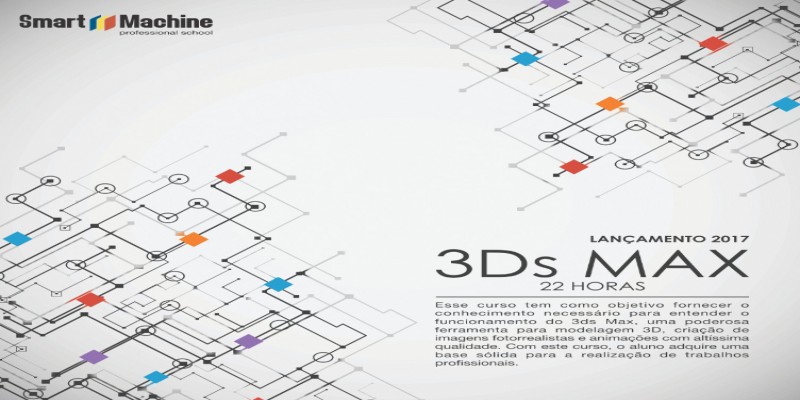 Smart Machine
professional school
LANÇAMENTO 2017
3Ds MAX
22 HORAS
Esse curso tem como objetivo fornecer o
conhecimento necessário para entender o
funcionamento do 3ds Max, uma poderosa
ferramenta para modelagem 3D, criação de
imagens fotorrealistas e animações com altíssima
qualidade. Com este curso, o aluno adquire uma
base sólida para a realização de trabalhos
profissionais.